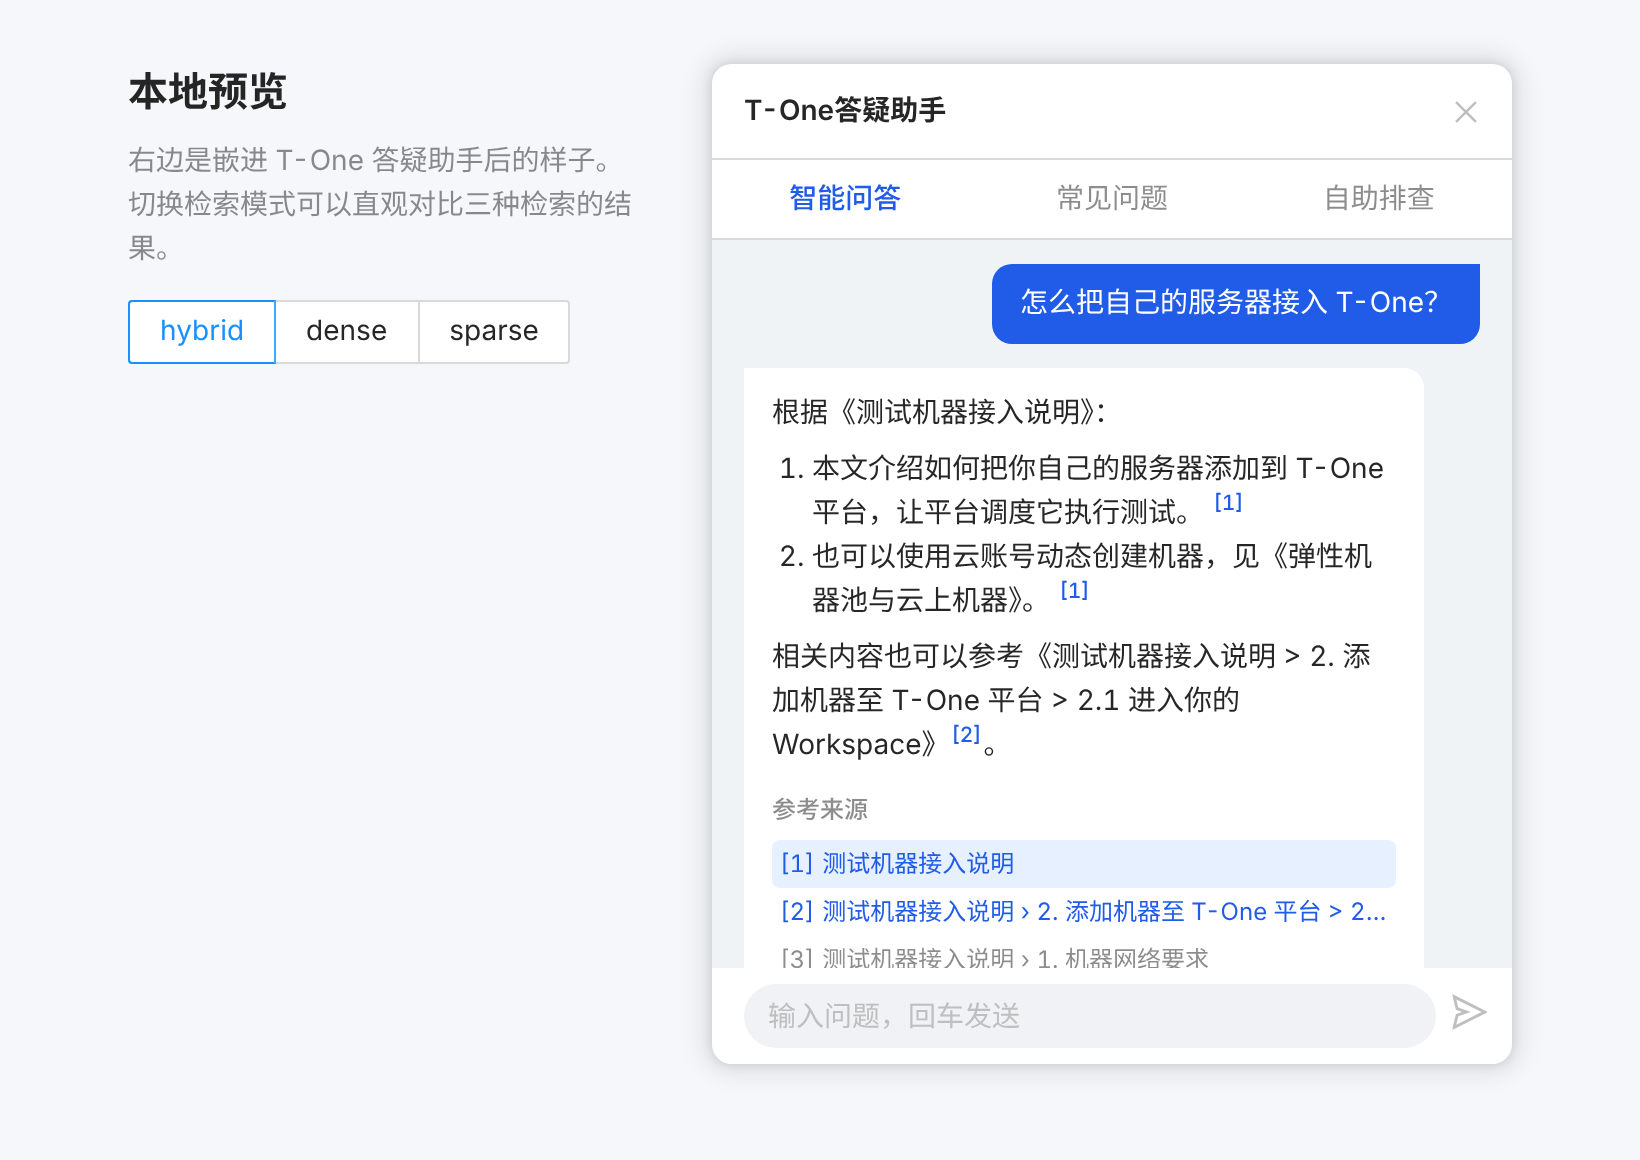 本地预览
右边是嵌进 T-One 答疑助手后的样子。
切换检索模式可以直观对比三种检索的结
果。
hybrid
dense
sparse
T-One答疑助手
智能问答
常见问题
自助排查
怎么把自己的服务器接入 T-One？
根据《测试机器接入说明》：
1. 本文介绍如何把你自己的服务器添加到 T-One
平台，让平台调度它执行测试。 [1]
2. 也可以使用云账号动态创建机器，见《弹性机
器池与云上机器》。 [1]
相关内容也可以参考《测试机器接入说明 > 2. 添
加机器至 T-One 平台 > 2.1 进入你的
Workspace》[2]。
参考来源
[1] 测试机器接入说明
[2] 测试机器接入说明 › 2. 添加机器至 T-One 平台 > 2...
[3] 测试机器接入说明 › 1. 机器网络要求
输入问题，回车发送